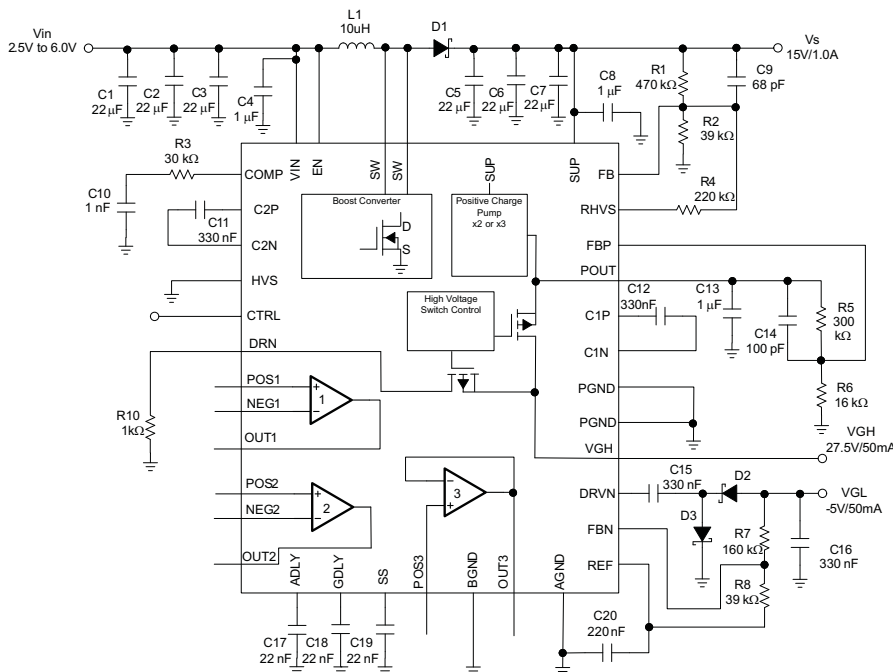 L1
10uH
D1
Vin
2.5V to 6.0V
Vs
15V/1.0A
C1
22 µF
C2
22 µF
C3
22 µF
C4
1 µF
C5
22 µF
C6
22 µF
C7
22 µF
C8
1 µF
R1
470 kΩ
C9
68 pF
R2
39 kΩ
R3
30 kΩ
R4
220 kΩ
C10
1 nF
C11
330 nF
COMP
VIN
EN
SW
SW
SUP
SUP
FB
C2P
C2N
Boost Converter
D
S
Positive Charge
Pump
x2 or x3
RHVS
FBP
POUT
HVS
CTRL
High Voltage
Switch Control
C12
330nF
C1P
C1N
C13
1 µF
C14
100 pF
R5
300
kΩ
R6
16 kΩ
DRN
R10
1kΩ
POS1
NEG1
OUT1
+
−
1
PGND
PGND
VGH
VGH
27.5V/50mA
POS2
NEG2
OUT2
+
−
2
−
+
3
DRVN
FBN
REF
C15
330 nF
D2
D3
VGL
-5V/50mA
R7
160 kΩ
R8
39 kΩ
C16
330 nF
ADLY
GDLY
SS
POS3
BGND
OUT3
AGND
C17
22 nF
C18
22 nF
C19
22 nF
C20
220 nF